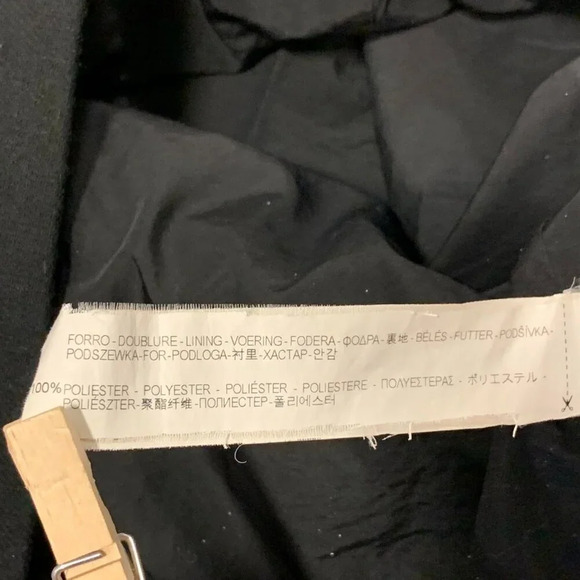 FORRO - DOUBLURE - LINING - VOERING - FODERA - ΦΟΔΡΑ - 裏地 - BÉLÉS - FUTTER - PODŠÍVKA -
PODSZEWKA - FOR - PODLOGA - 衬里 - ХАСТАР - 안감
100% POLIESTER - POLYESTER - POLIÉSTER - POLIESTERE - ΠΟΛΥΕΣΤΕΡΑΣ - ポリエステル -
POLIÉSZTER - 聚酯纤维 - ПОЛИЕСТЕР - 폴리에스터